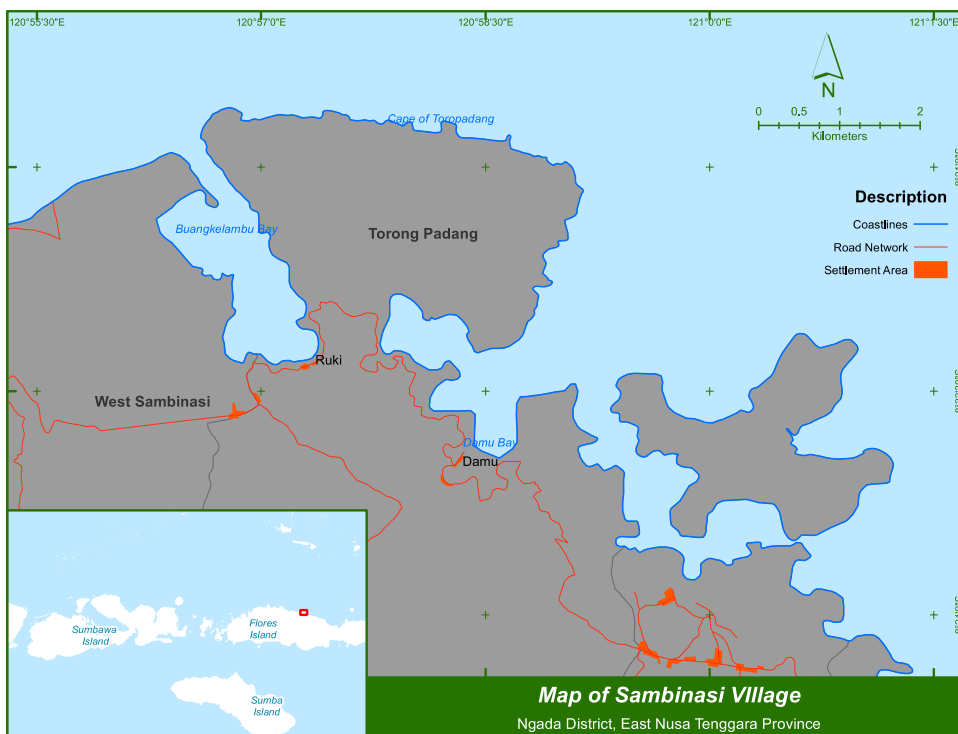 120°55'30"E
120°57'0"E
120°58'30"E
121°0'0"E
121°1'30"E
N
0 0.5 1 2
Kilometers
Cape of Toropadang
Description
Coastlines
Road Network
Settlement Area
Buangkelambu Bay
Torong Padang
Ruki
West Sambinasi
Damu Bay
Damu
Sumbawa
Island
Flores
Island
Sumba
Island
Map of Sambinasi VIllage
Ngada District, East Nusa Tenggara Province